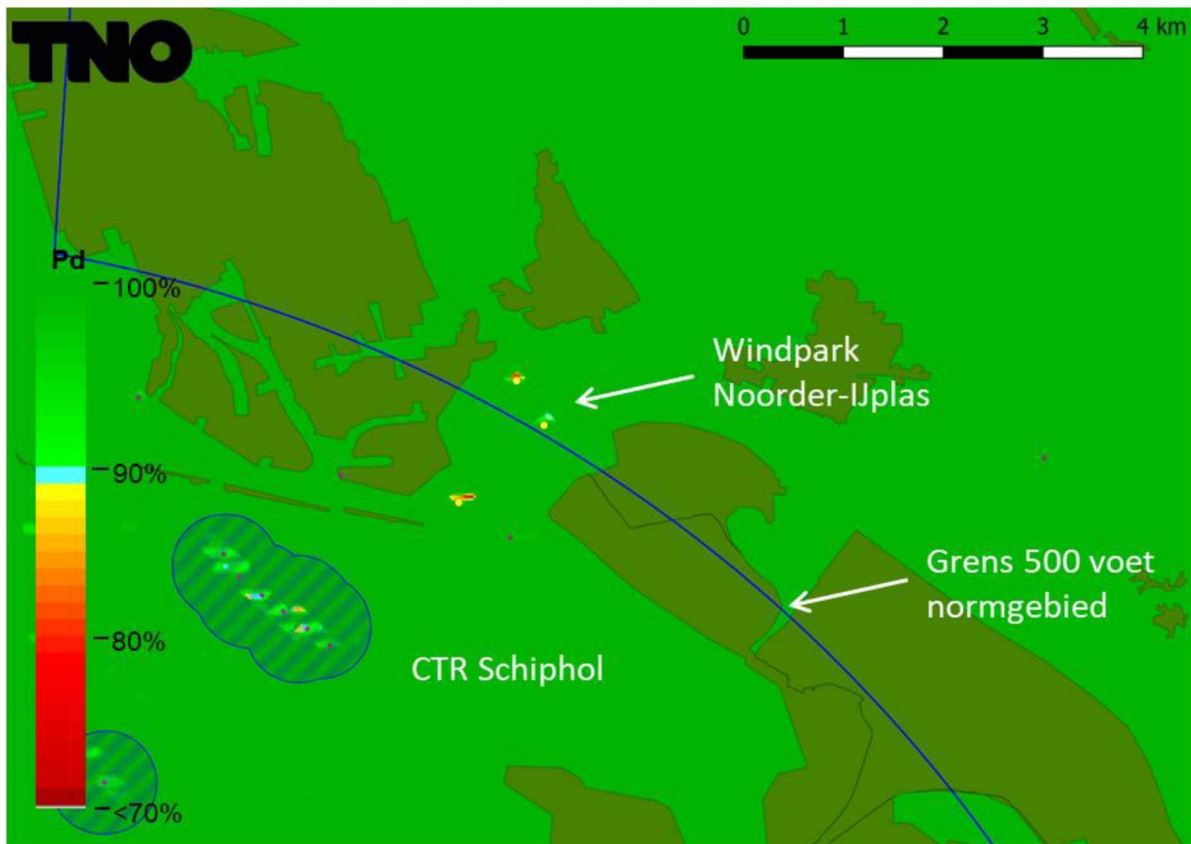 TNO
0 1 2 3 4 km
Pd
100%
90%
80%
<70%
Windpark
Noorder-IJplas
Grens 500 voet
normgebied
CTR Schiphol